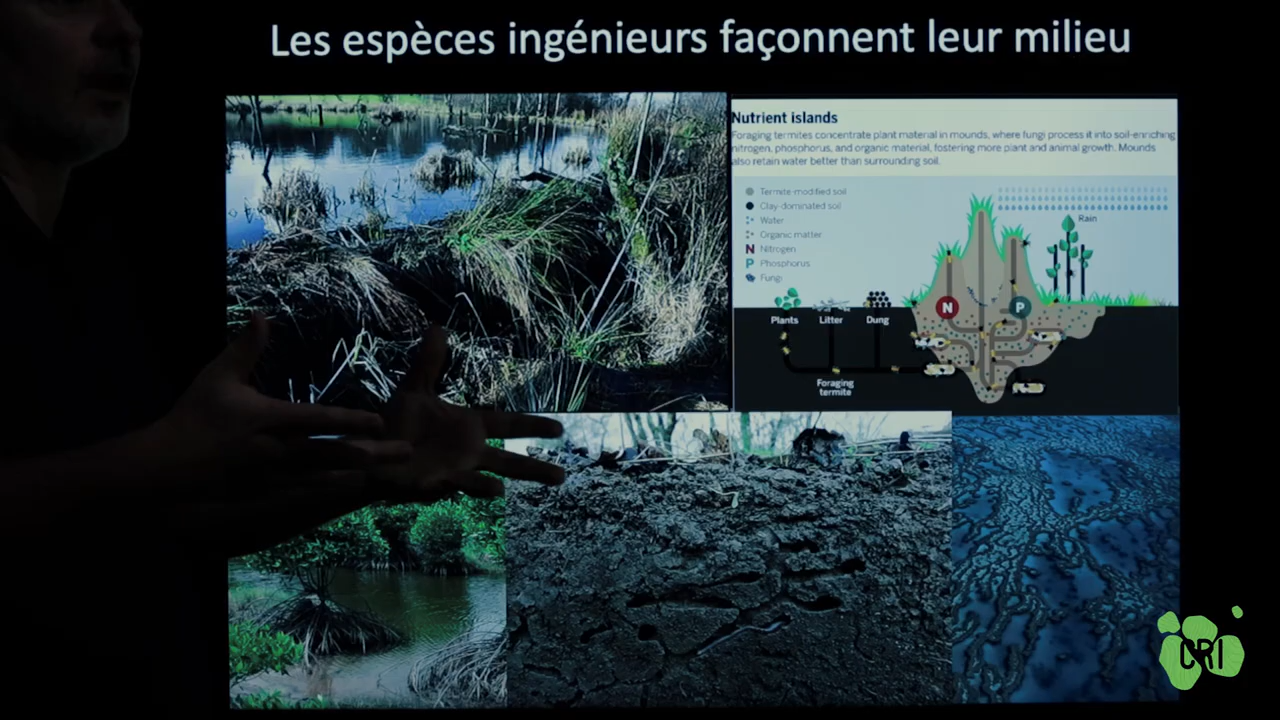 Les espèces ingénieurs façonnent leur milieu
Nutrient islands
Foraging termites concentrate plant material in mounds, where fungi process it into soil-enriching
nitrogen, phosphorus, and organic material, fostering more plant and animal growth. Mounds
also retain water better than surrounding soil.
Termite-modified soil
Clay-dominated soil
Water
Organic matter
N Nitrogen
P Phosphorus
Fungi
Rain
N
P
Plants
Litter
Dung
Foraging
termite
CRI